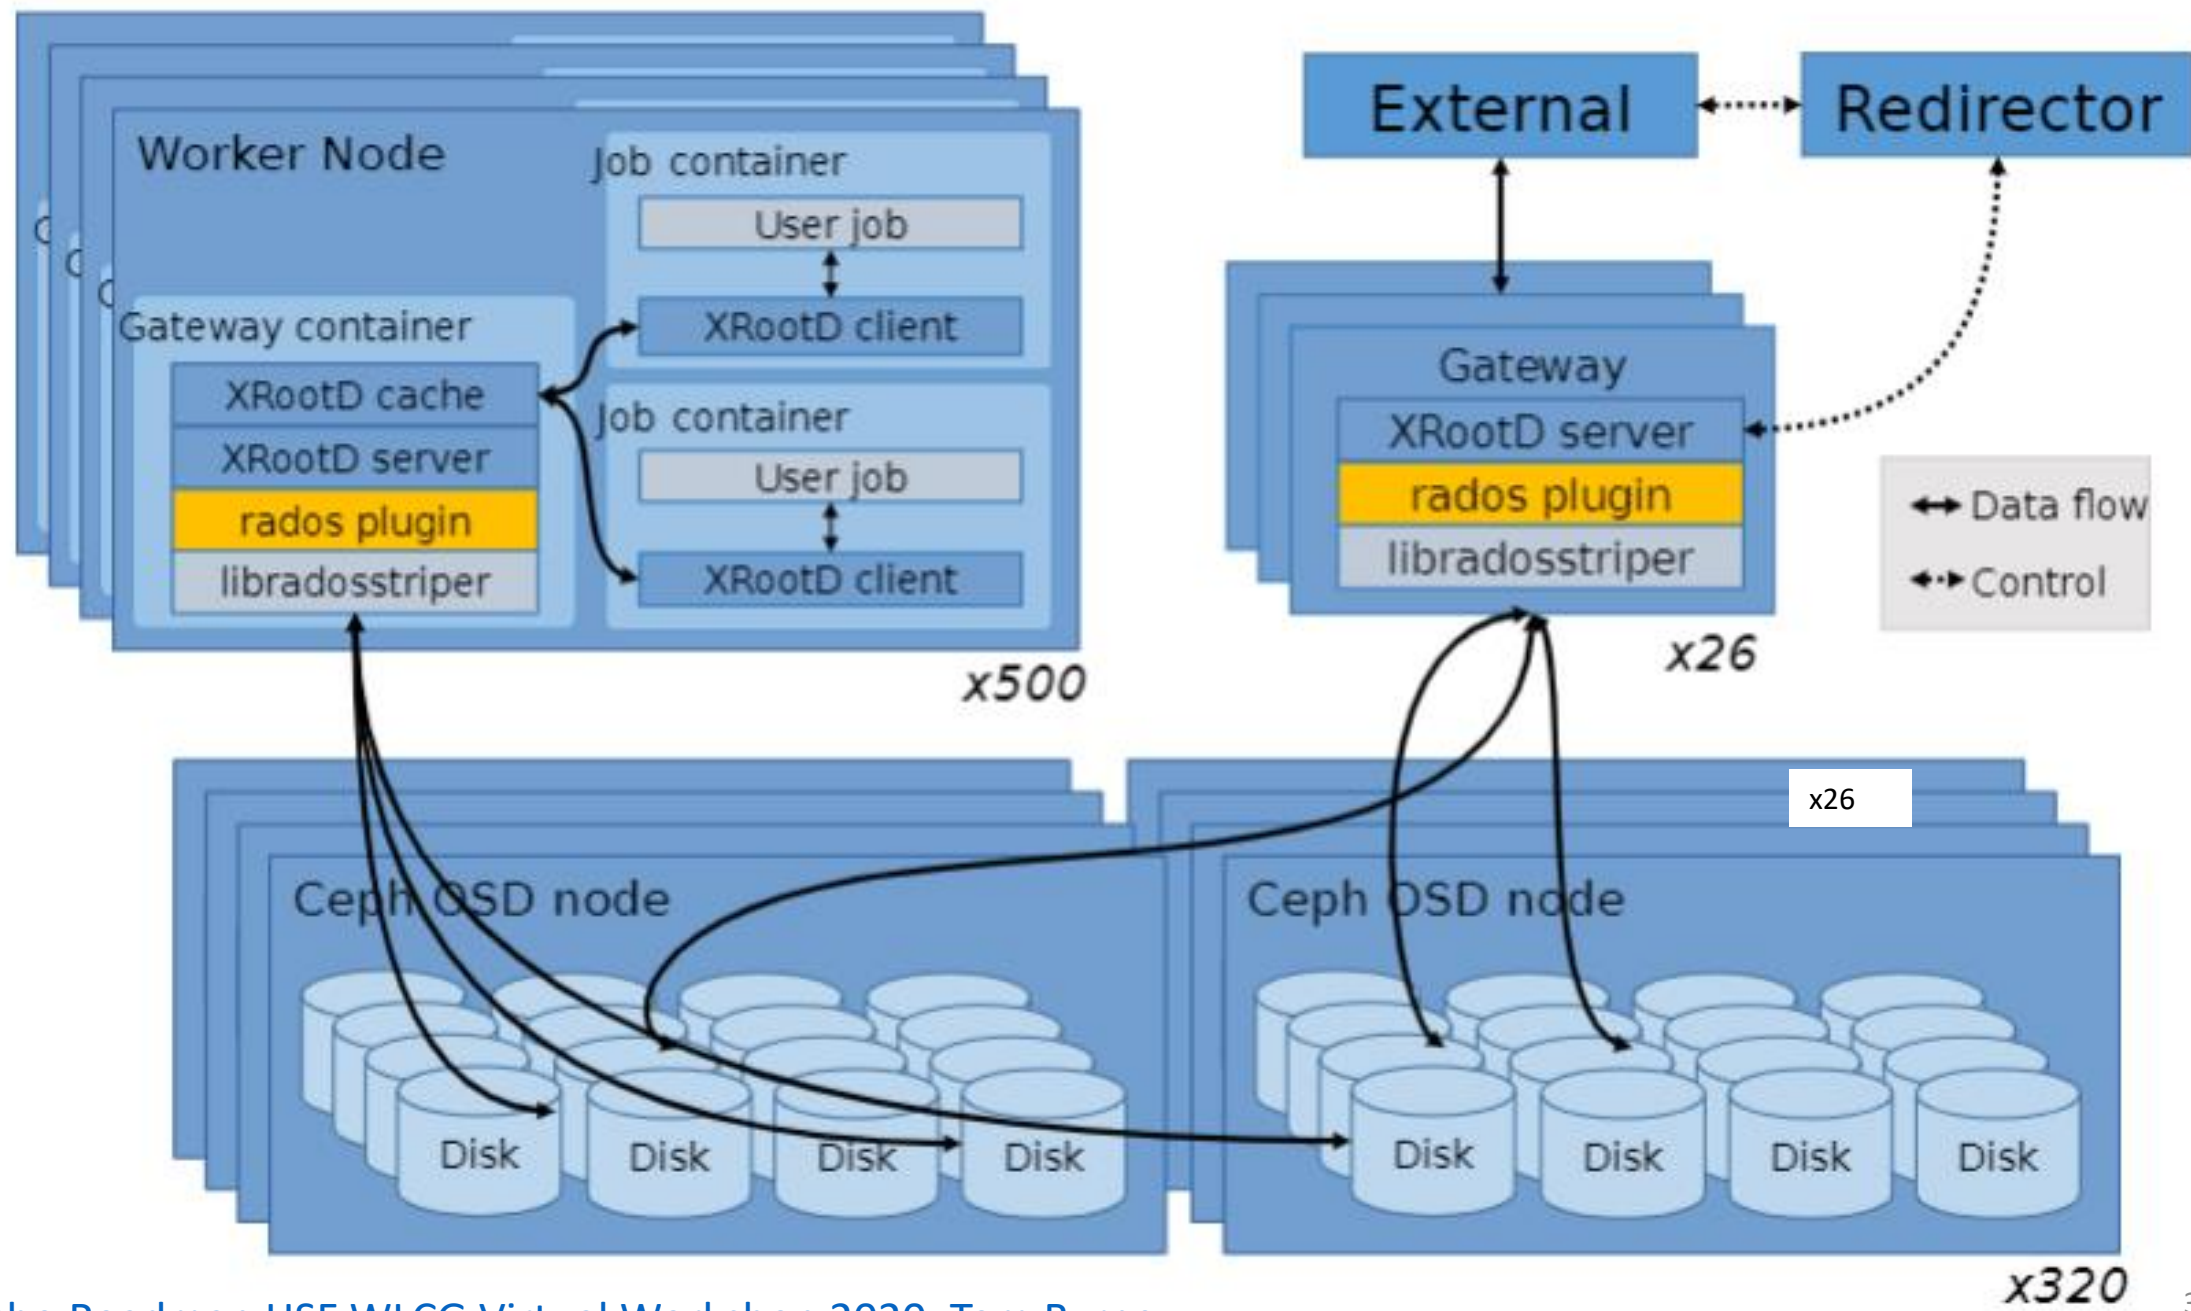 Worker Node
Job container
User job
XRootD client
Gateway container
XRootD cache
XRootD server
rados plugin
libradosstriper
Job container
User job
XRootD client
x500
External
Redirector
Gateway
XRootD server
rados plugin
libradosstriper
x26
Data flow
Control
x26
Ceph OSD node
Disk
Disk
Disk
Disk
Ceph OSD node
Disk
Disk
Disk
Disk
x320